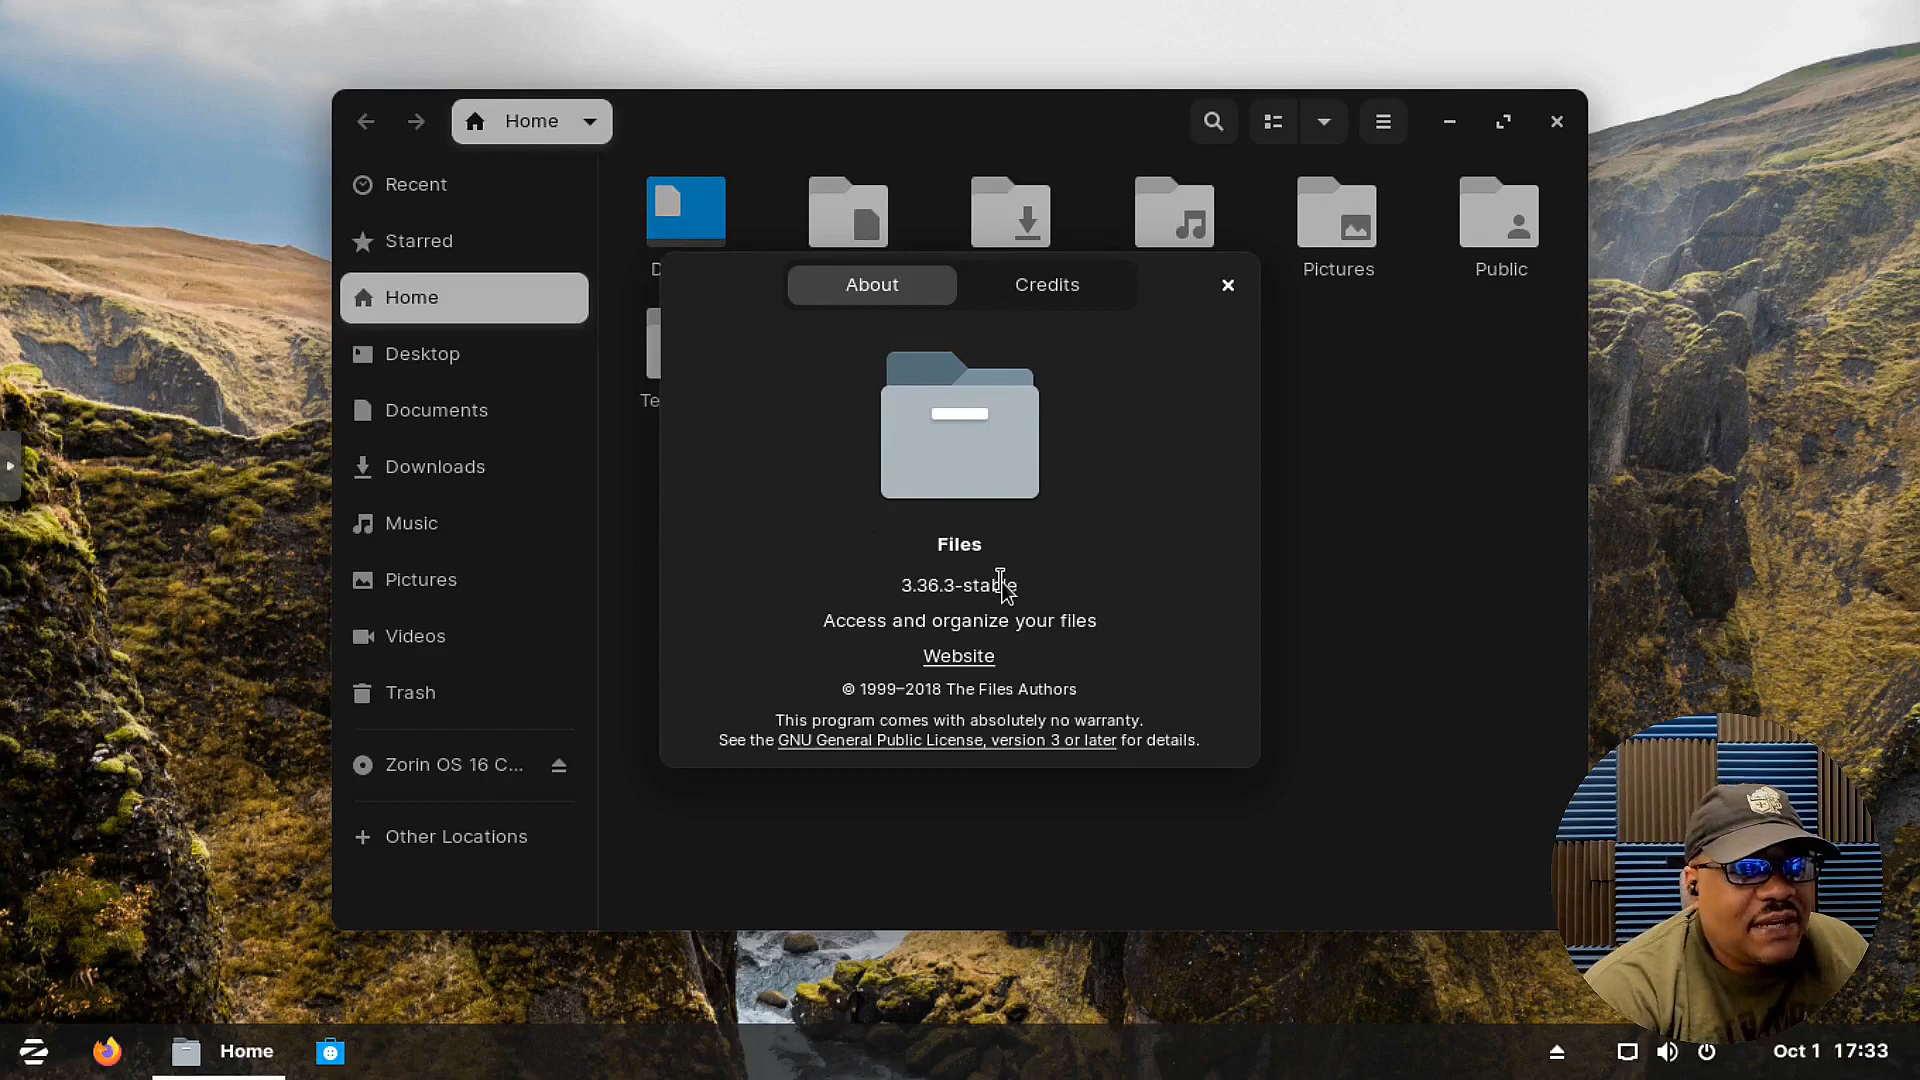 Home
Recent
Starred
Home
Desktop
Documents
Downloads
Music
Pictures
Videos
Trash
Zorin OS 16 C...
Other Locations
Pictures
Public
About
Credits
Files
3.36.3-stable
Access and organize your files
Website
© 1999–2018 The Files Authors
This program comes with absolutely no warranty.
See the GNU General Public License, version 3 or later for details.
Home
Oct 1 17:33